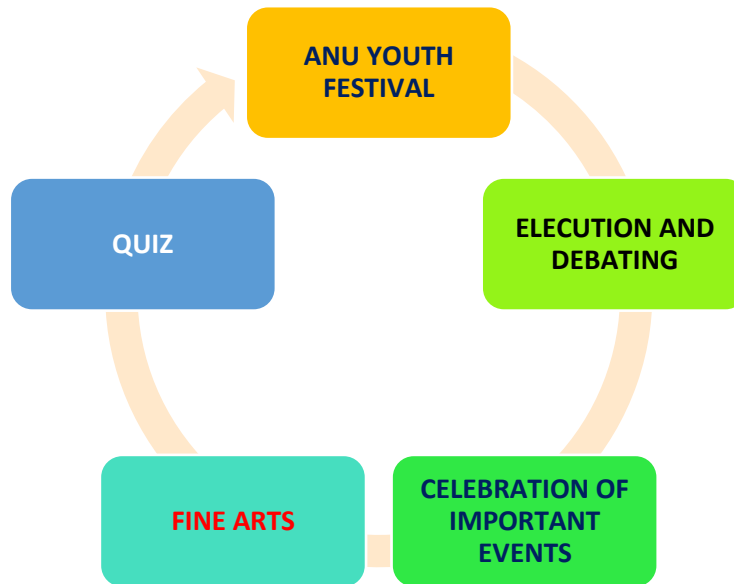 ANU YOUTH
FESTIVAL
ELECUTION AND
DEBATING
CELEBRATION OF
IMPORTANT
EVENTS
FINE ARTS
QUIZ